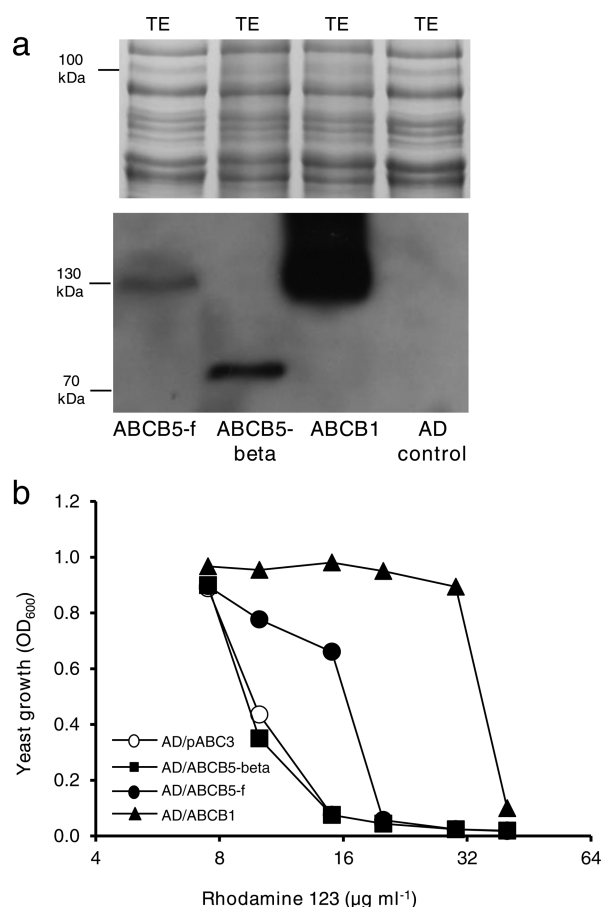 a
TE TE TE TE
100
kDa
130
kDa
70
kDa
ABCB5-f ABCB5-
beta ABCB1 AD
control
b
1.2
1.0
0.8
0.6
0.4
0.2
0.0
Yeast growth (OD600)
AD/pABC3
AD/ABCB5-beta
AD/ABCB5-f
AD/ABCB1
4 8 16 32 64
Rhodamine 123 (µg ml-1)